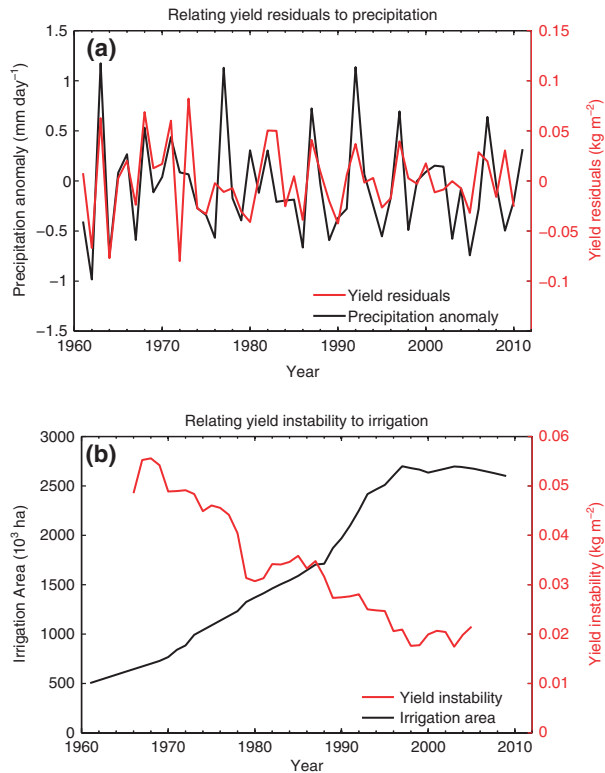 Relating yield residuals to precipitation
(a)
1.5
1
0.5
0
−0.5
−1
−1.5
Precipitation anomaly (mm day⁻¹)
0.15
0.1
0.05
0
−0.05
−0.1
Yield residuals (kg m⁻²)
Yield residuals
Precipitation anomaly
1960 1970 1980 1990 2000 2010
Year
Relating yield instability to irrigation
(b)
3000
2500
2000
1500
1000
500
0
Irrigation Area (10³ ha)
0.06
0.05
0.04
0.03
0.02
0.01
0
Yield instability (kg m⁻²)
Yield instability
Irrigation area
1960 1970 1980 1990 2000 2010
Year